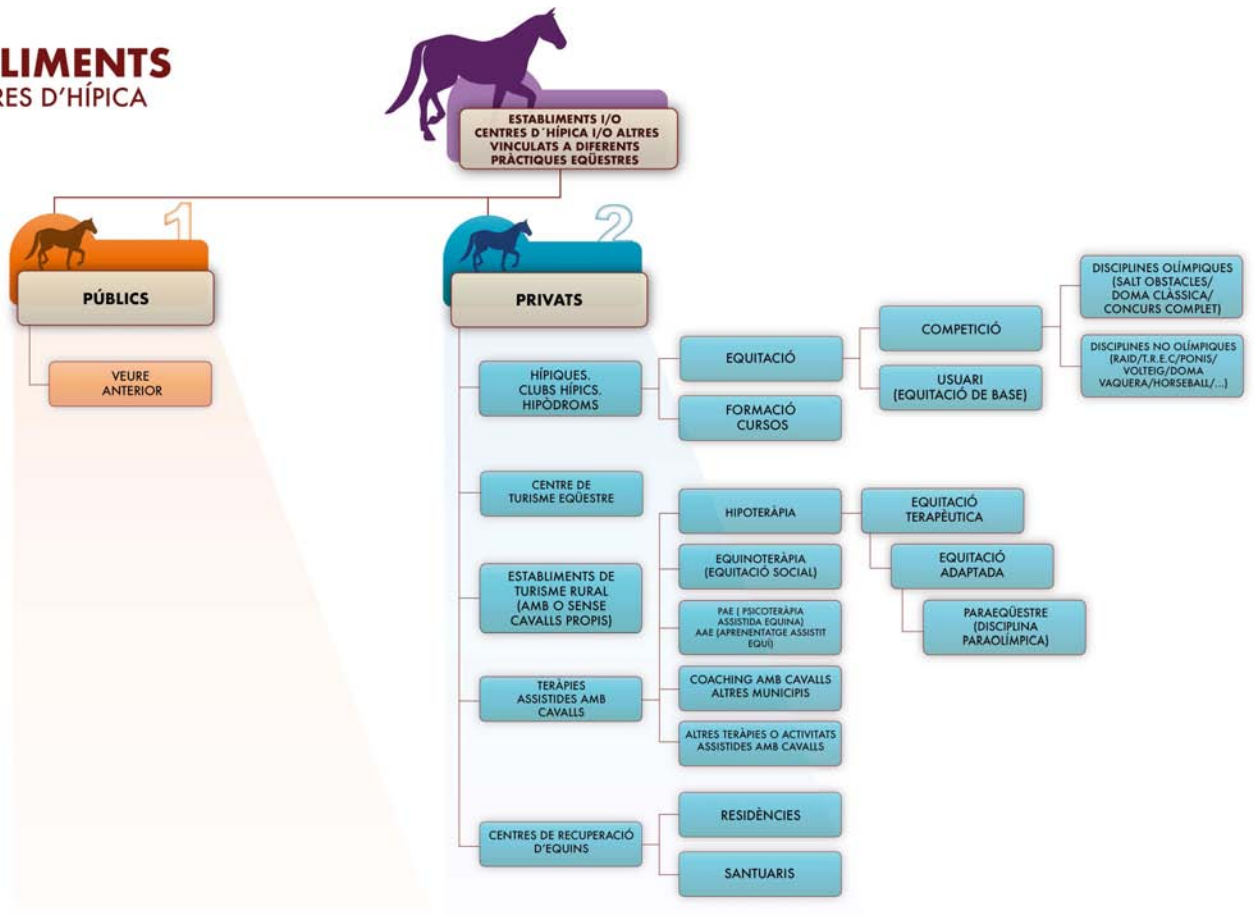 LIMENTS
RES D'HÍPICA
ESTABLIMENTS I/O
CENTRES D´HÍPICA I/O ALTRES
VINCULATS A DIFERENTS
PRÀCTIQUES EQÜESTRES
1
PÚBLICS
VEURE
ANTERIOR
2
PRIVATS
HÍPIQUES.
CLUBS HÍPICS.
HIPÒDROMS
EQUITACIÓ
COMPETICIÓ
DISCIPLINES OLÍMPIQUES
(SALT OBSTACLES/
DOMA CLÀSSICA/
CONCURS COMPLET)
DISCIPLINES NO OLÍMPIQUES
(RAID/T.R.E.C/PONIS/
VOLTEIG/DOMA
VAQUERA/HORSEBALL/...)
USUARI
(EQUITACIÓ DE BASE)
FORMACIÓ
CURSOS
CENTRE DE
TURISME EQÜESTRE
ESTABLIMENTS DE
TURISME RURAL
(AMB O SENSE
CAVALLS PROPIS)
TERÀPIES
ASSISTIDES AMB
CAVALLS
HIPOTERÀPIA
EQUITACIÓ
TERAPÈUTICA
EQUITACIÓ
ADAPTADA
PARAEQÜESTRE
(DISCIPLINA
PARAOLÍMPICA)
EQUINOTERÀPIA
(EQUITACIÓ SOCIAL)
PAE ( PSICOTERÀPIA
ASSISTIDA EQUINA)
AAE (APRENENTATGE ASSISTIT
EQUÍ)
COACHING AMB CAVALLS
ALTRES MUNICIPIS
ALTRES TERÀPIES O ACTIVITATS
ASSISTIDES AMB CAVALLS
CENTRES DE RECUPERACIÓ
D'EQUINS
RESIDÈNCIES
SANTUARIS